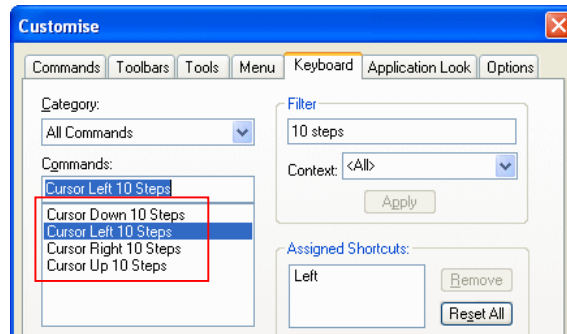 Customise
Commands Toolbars Tools Menu Keyboard Application Look Options
Category:
All Commands
Commands:
Cursor Left 10 Steps
Cursor Down 10 Steps
Cursor Left 10 Steps
Cursor Right 10 Steps
Cursor Up 10 Steps
Filter
10 steps
Context: <All>
Apply
Assigned Shortcuts:
Left
Remove
Reset All